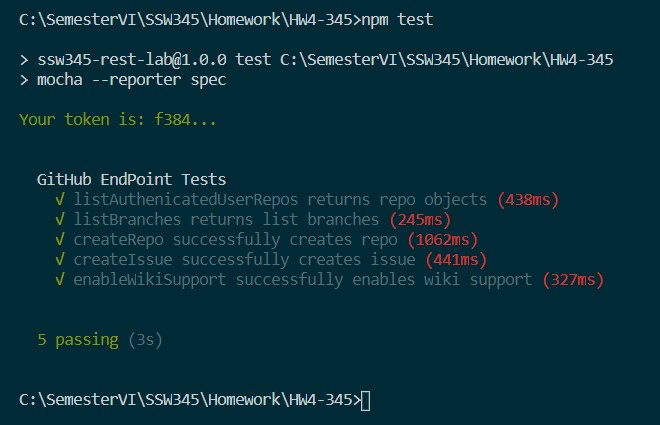 C:\SemesterVI\SSW345\Homework\HW4-345>npm test
> ssw345-rest-lab@1.0.0 test C:\SemesterVI\SSW345\Homework\HW4-345
> mocha --reporter spec
Your token is: f384...
GitHub EndPoint Tests
√ listAuthenicatedUserRepos returns repo objects (438ms)
√ listBranches returns list branches (245ms)
√ createRepo successfully creates repo (1062ms)
√ createIssue successfully creates issue (441ms)
√ enableWikiSupport successfully enables wiki support (327ms)
5 passing (3s)
C:\SemesterVI\SSW345\Homework\HW4-345>